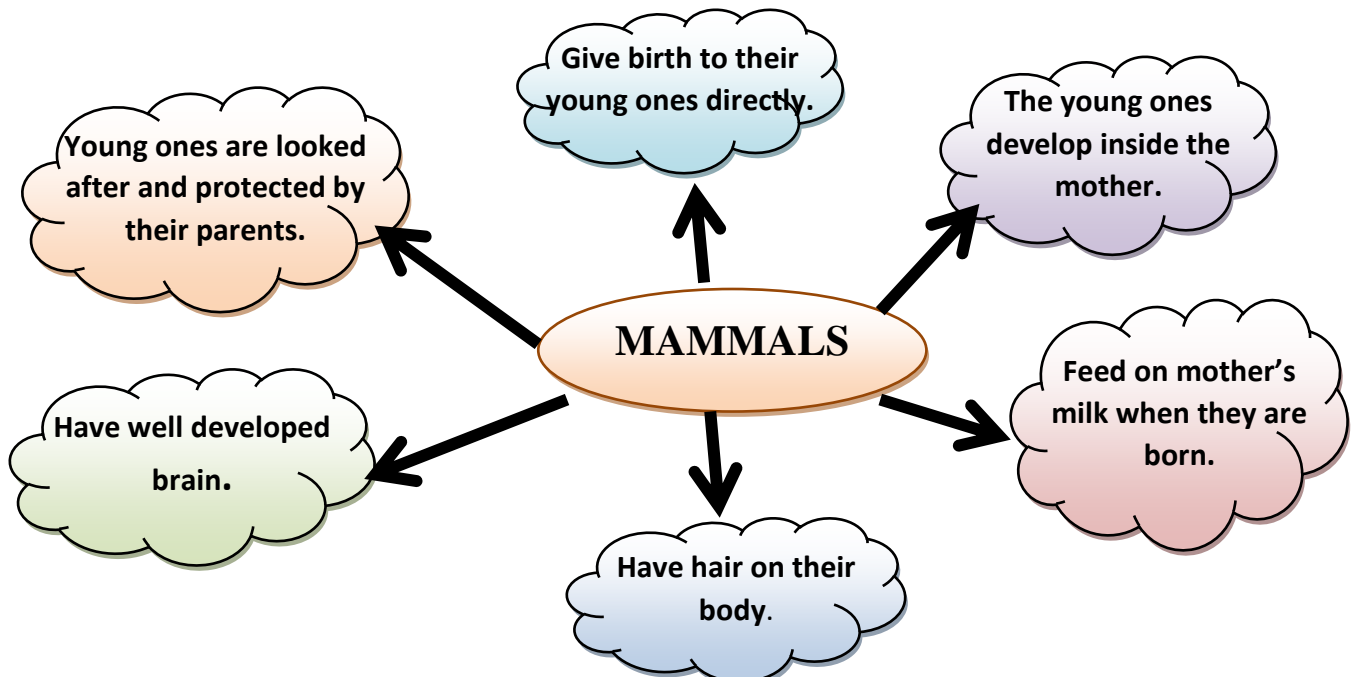 Give birth to their
young ones directly.
The young ones
develop inside the
mother.
Young ones are looked
after and protected by
their parents.
MAMMALS
Feed on mother's
milk when they are
born.
Have well developed
brain.
Have hair on their
body.